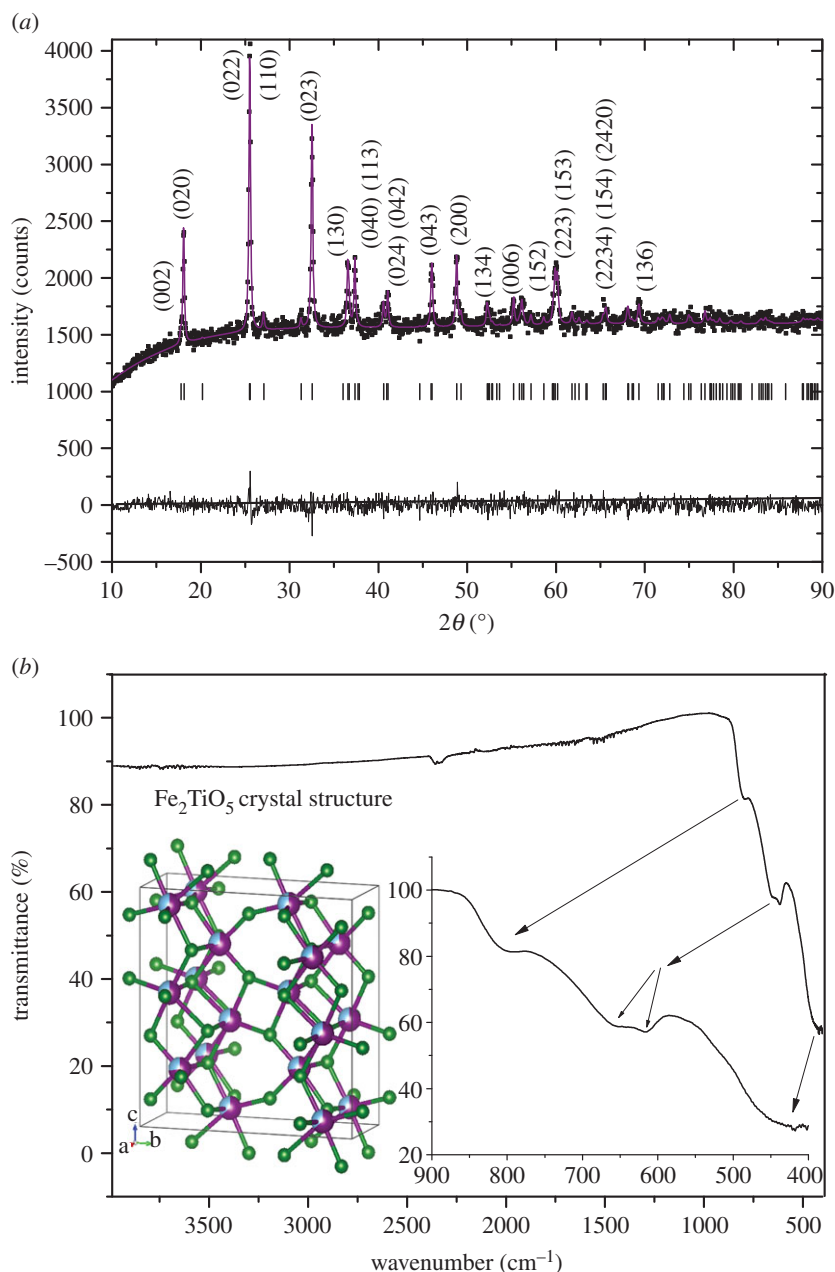 (a)
4000
3500
3000
2500
2000
1500
1000
500
0
–500
intensity (counts)
(002)
(020)
(022)
(110)
(023)
(130)
(040) (113)
(024) (042)
(043)
(200)
(134)
(006)
(152)
(223) (153)
(2234) (154) (2420)
(136)
10 20 30 40 50 60 70 80 90
2θ (°)
(b)
100
80
60
40
20
0
transmittance (%)
Fe₂TiO₅ crystal structure
c
a b
100
80
60
40
20
900 800 700 600 500 400
3500 3000 2500 2000 1500 1000 500
wavenumber (cm⁻¹)